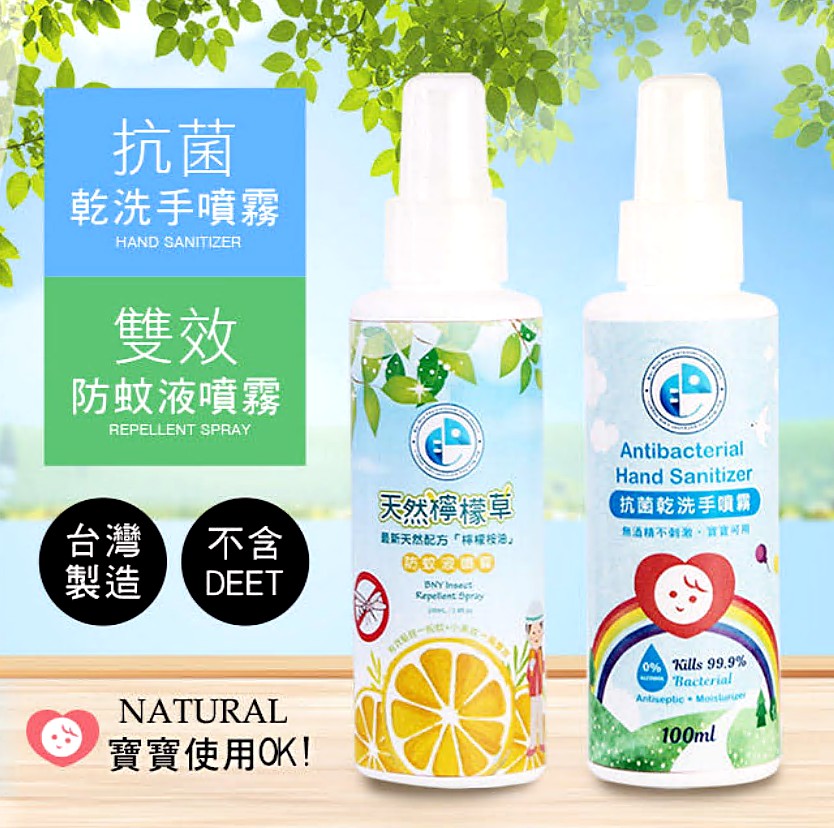 抗菌
乾洗手噴霧
HAND SANITIZER
雙效
防蚊液噴霧
REPELLENT SPRAY
台灣
製造
不含
DEET
NATURAL
寶寶使用OK!
天然檸檬草
最新天然配方「檸檬桉油」
防蚊液噴霧
BNY Insect
Repellent Spray
Antibacterial
Hand Sanitizer
抗菌乾洗手噴霧
無酒精不刺激，寶寶可用
0%
Kills 99.9%
Bacterial
Antiseptic + Moisturizer
100ml